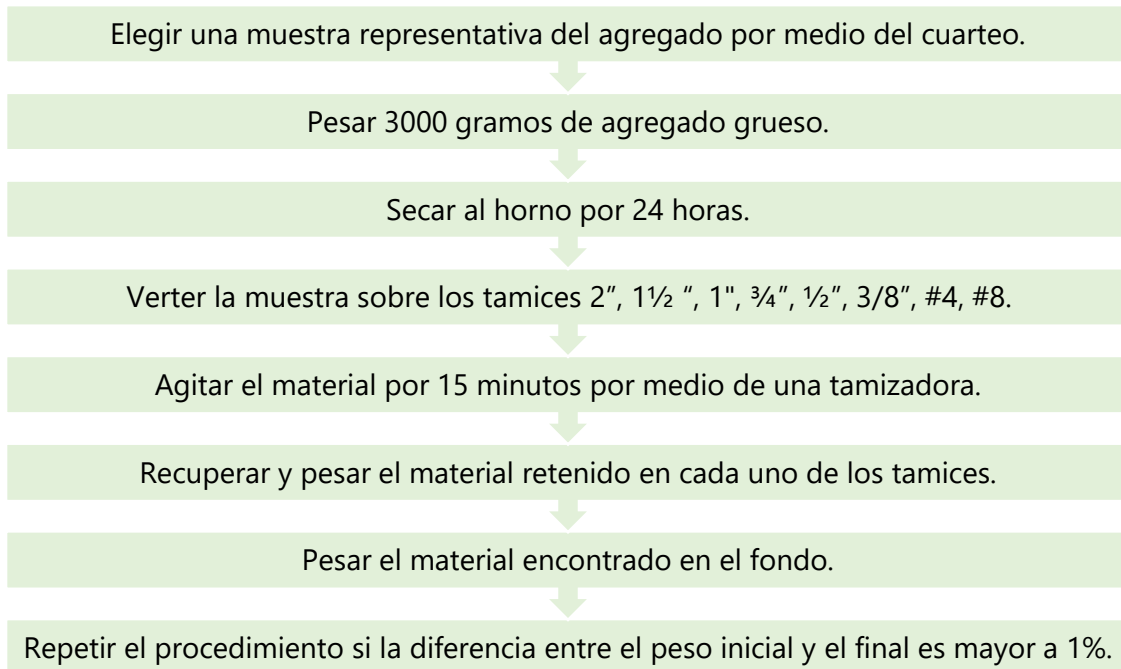 Elegir una muestra representativa del agregado por medio del cuarteo.
Pesar 3000 gramos de agregado grueso.
Secar al horno por 24 horas.
Verter la muestra sobre los tamices 2”, 1½ “, 1", ¾”, ½”, 3/8”, #4, #8.
Agitar el material por 15 minutos por medio de una tamizadora.
Recuperar y pesar el material retenido en cada uno de los tamices.
Pesar el material encontrado en el fondo.
Repetir el procedimiento si la diferencia entre el peso inicial y el final es mayor a 1%.